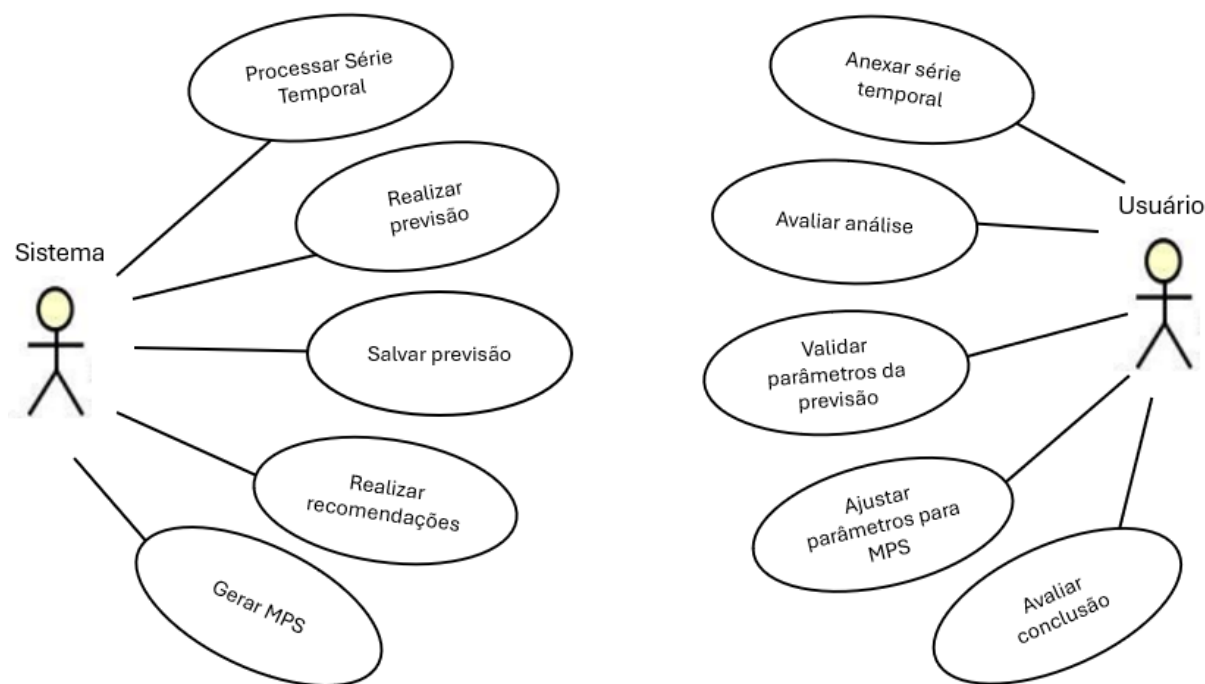 Processar Série
Temporal
Realizar
previsão
Sistema
Salvar previsão
Realizar
recomendações
Gerar MPS
Anexar série
temporal
Avaliar análise
Usuário
Validar
parâmetros da
previsão
Ajustar
parâmetros para
MPS
Avaliar
conclusão